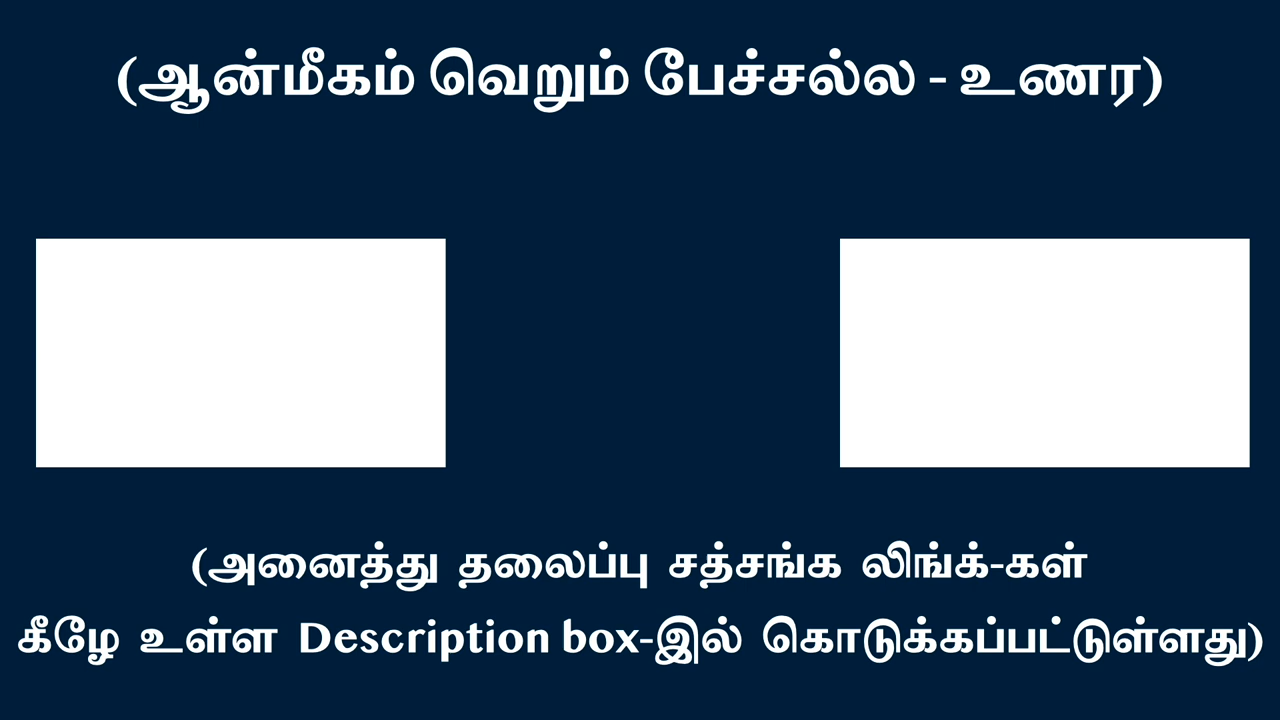 (ஆன்மீகம் வெறும் பேச்சல்ல - உணர)
(அனைத்து தலைப்பு சத்சங்க லிங்க்-கள்
கீழே உள்ள Description box-இல் கொடுக்கப்பட்டுள்ளது)